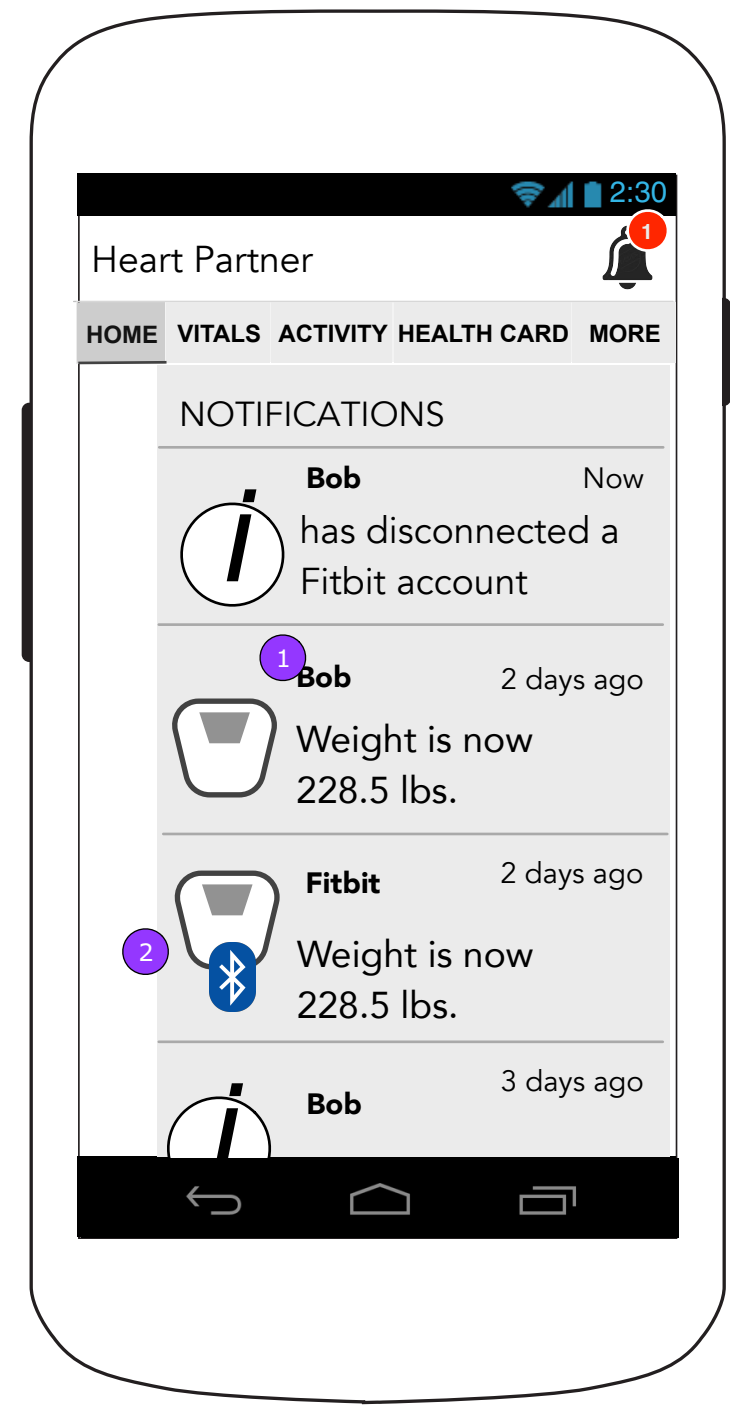 2:30
1
Heart Partner
HOME VITALS ACTIVITY HEALTH CARD MORE
NOTIFICATIONS
Bob Now
i has disconnected a
Fitbit account
1
Bob 2 days ago
Weight is now
228.5 lbs.
Fitbit 2 days ago
2 Weight is now
228.5 lbs.
3 days ago
i Bob